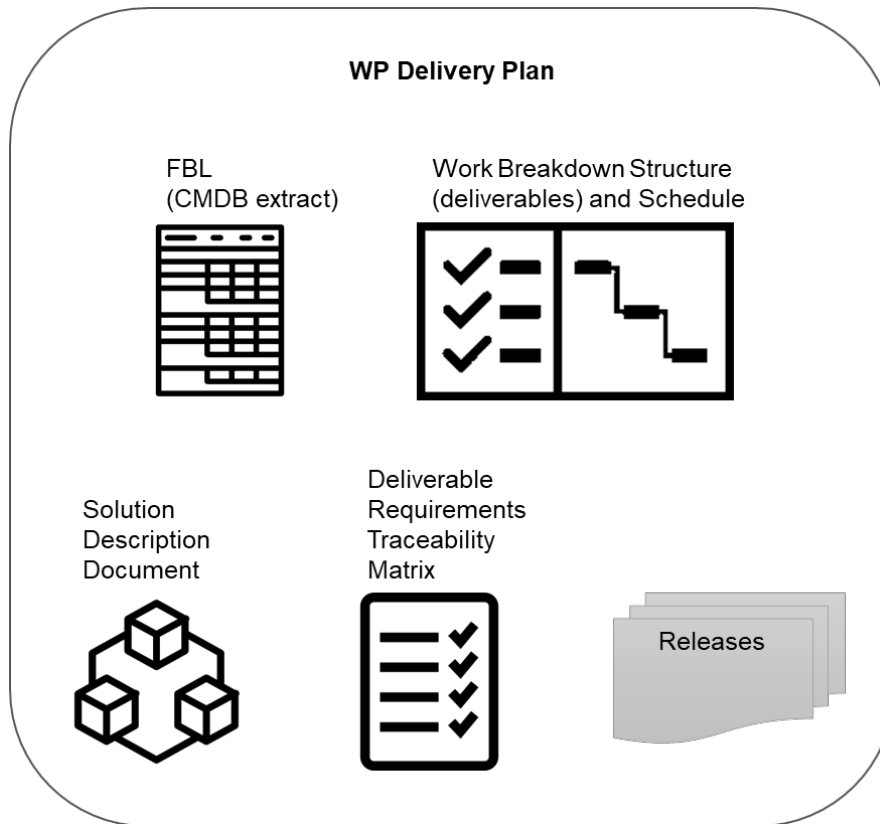 WP Delivery Plan
FBL
(CMDB extract)
Work Breakdown Structure
(deliverables) and Schedule
Solution
Description
Document
Deliverable
Requirements
Traceability
Matrix
Releases